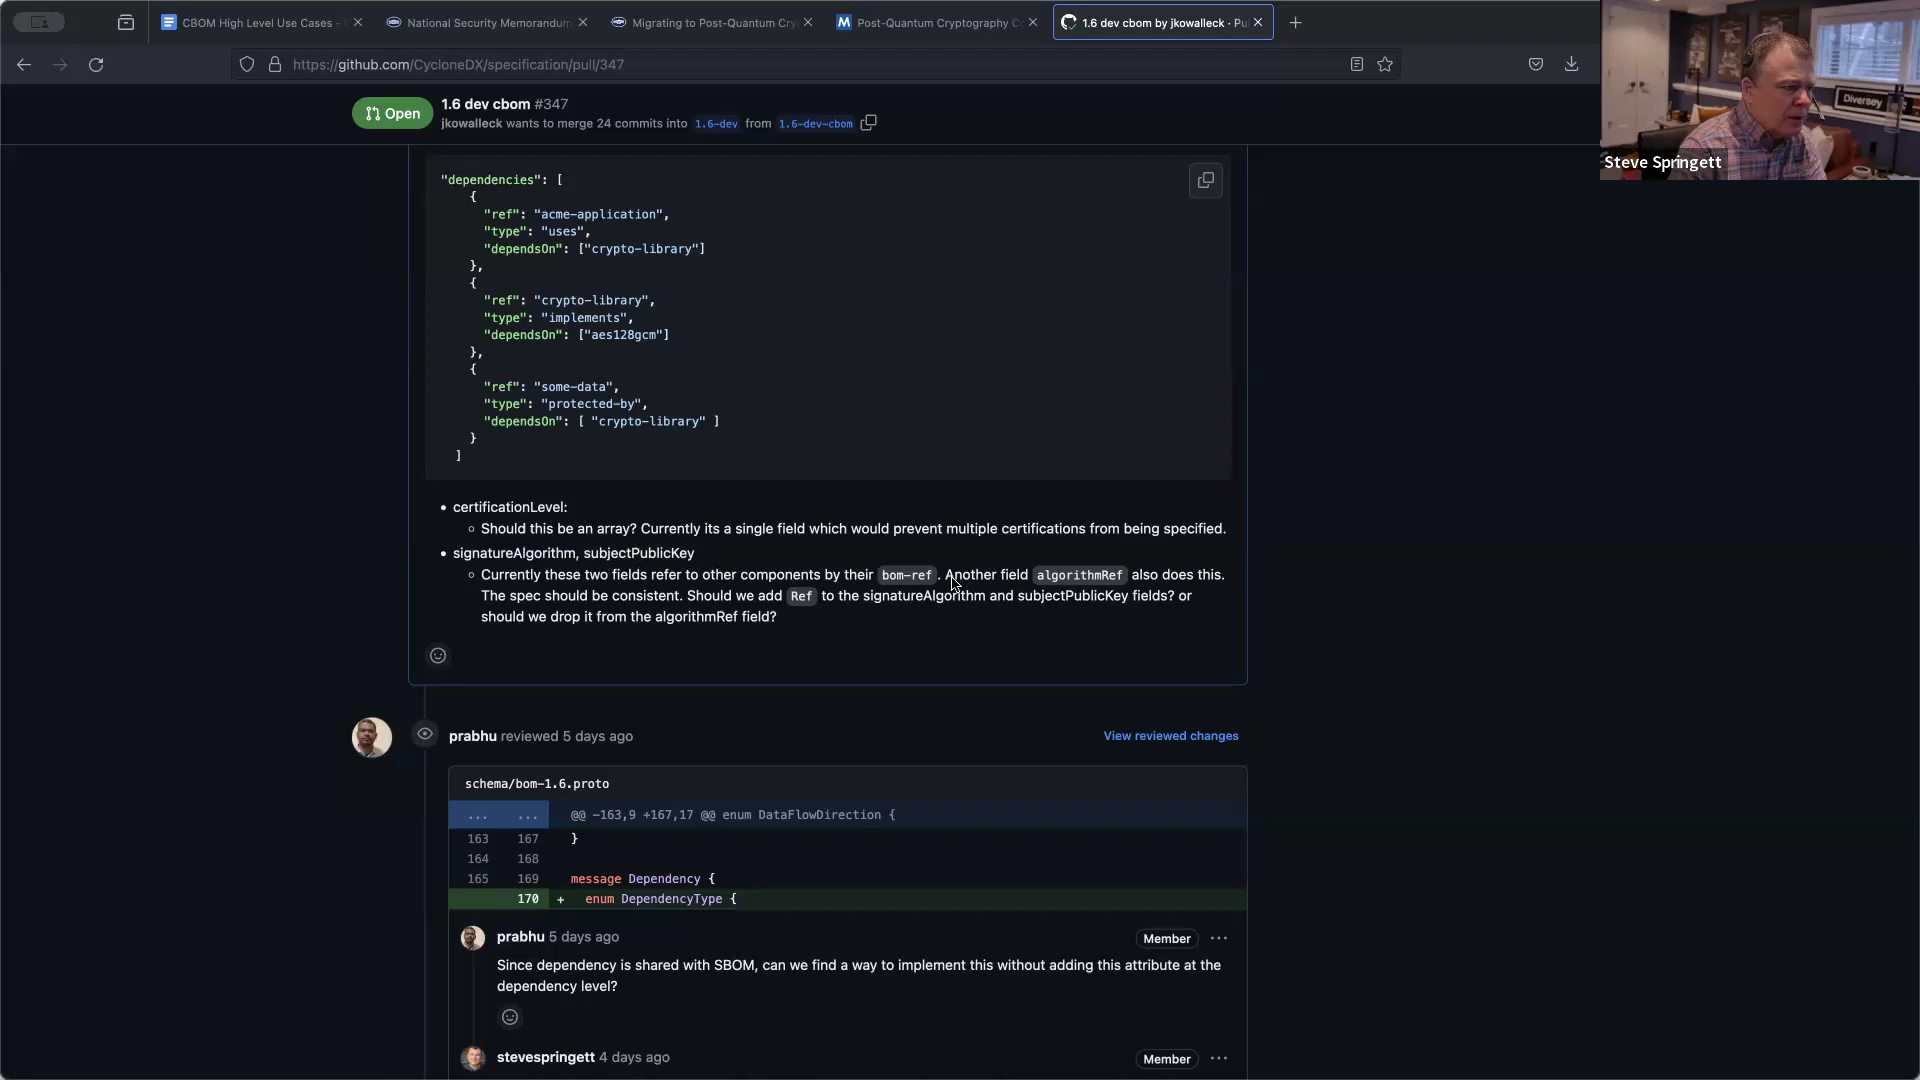 CBOM High Level Use Cases -
National Security Memorandum
Migrating to Post-Quantum Cry
Post-Quantum Cryptography C
1.6 dev cbom by jkowalleck · Pu
https://github.com/CycloneDX/specification/pull/347
Open
1.6 dev cbom #347
jkowalleck wants to merge 24 commits into 1.6-dev from 1.6-dev-cbom
Diversey
Steve Springett
"dependencies": [
{
"ref": "acme-application",
"type": "uses",
"dependsOn": ["crypto-library"]
},
{
"ref": "crypto-library",
"type": "implements",
"dependsOn": ["aes128gcm"]
},
{
"ref": "some-data",
"type": "protected-by",
"dependsOn": [ "crypto-library" ]
}
]
• certificationLevel:
○ Should this be an array? Currently its a single field which would prevent multiple certifications from being specified.
• signatureAlgorithm, subjectPublicKey
○ Currently these two fields refer to other components by their bom-ref. Another field algorithmRef also does this.
The spec should be consistent. Should we add Ref to the signatureAlgorithm and subjectPublicKey fields? or
should we drop it from the algorithmRef field?
prabhu reviewed 5 days ago
View reviewed changes
schema/bom-1.6.proto
... ... @@ -163,9 +167,17 @@ enum DataFlowDirection {
163 167 }
164 168
165 169 message Dependency {
170 + enum DependencyType {
prabhu 5 days ago
Member ...
Since dependency is shared with SBOM, can we find a way to implement this without adding this attribute at the
dependency level?
stevespringett 4 days ago
Member ...